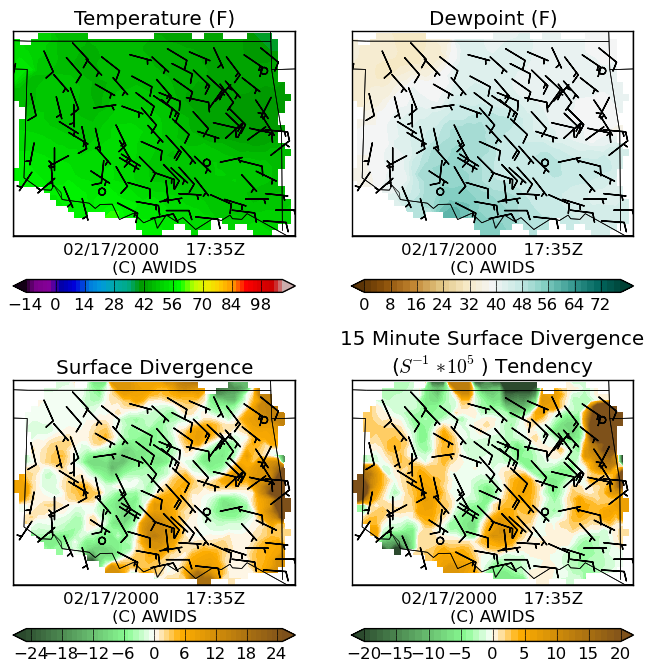 Temperature (F)
Dewpoint (F)
02/17/2000 17:35Z
(C) AWIDS
02/17/2000 17:35Z
(C) AWIDS
−14 0 14 28 42 56 70 84 98
0 8 16 24 32 40 48 56 64 72
Surface Divergence
15 Minute Surface Divergence
(S⁻¹ *10⁵ ) Tendency
02/17/2000 17:35Z
(C) AWIDS
02/17/2000 17:35Z
(C) AWIDS
−24 −18 −12 −6 0 6 12 18 24
−20 −15 −10 −5 0 5 10 15 20